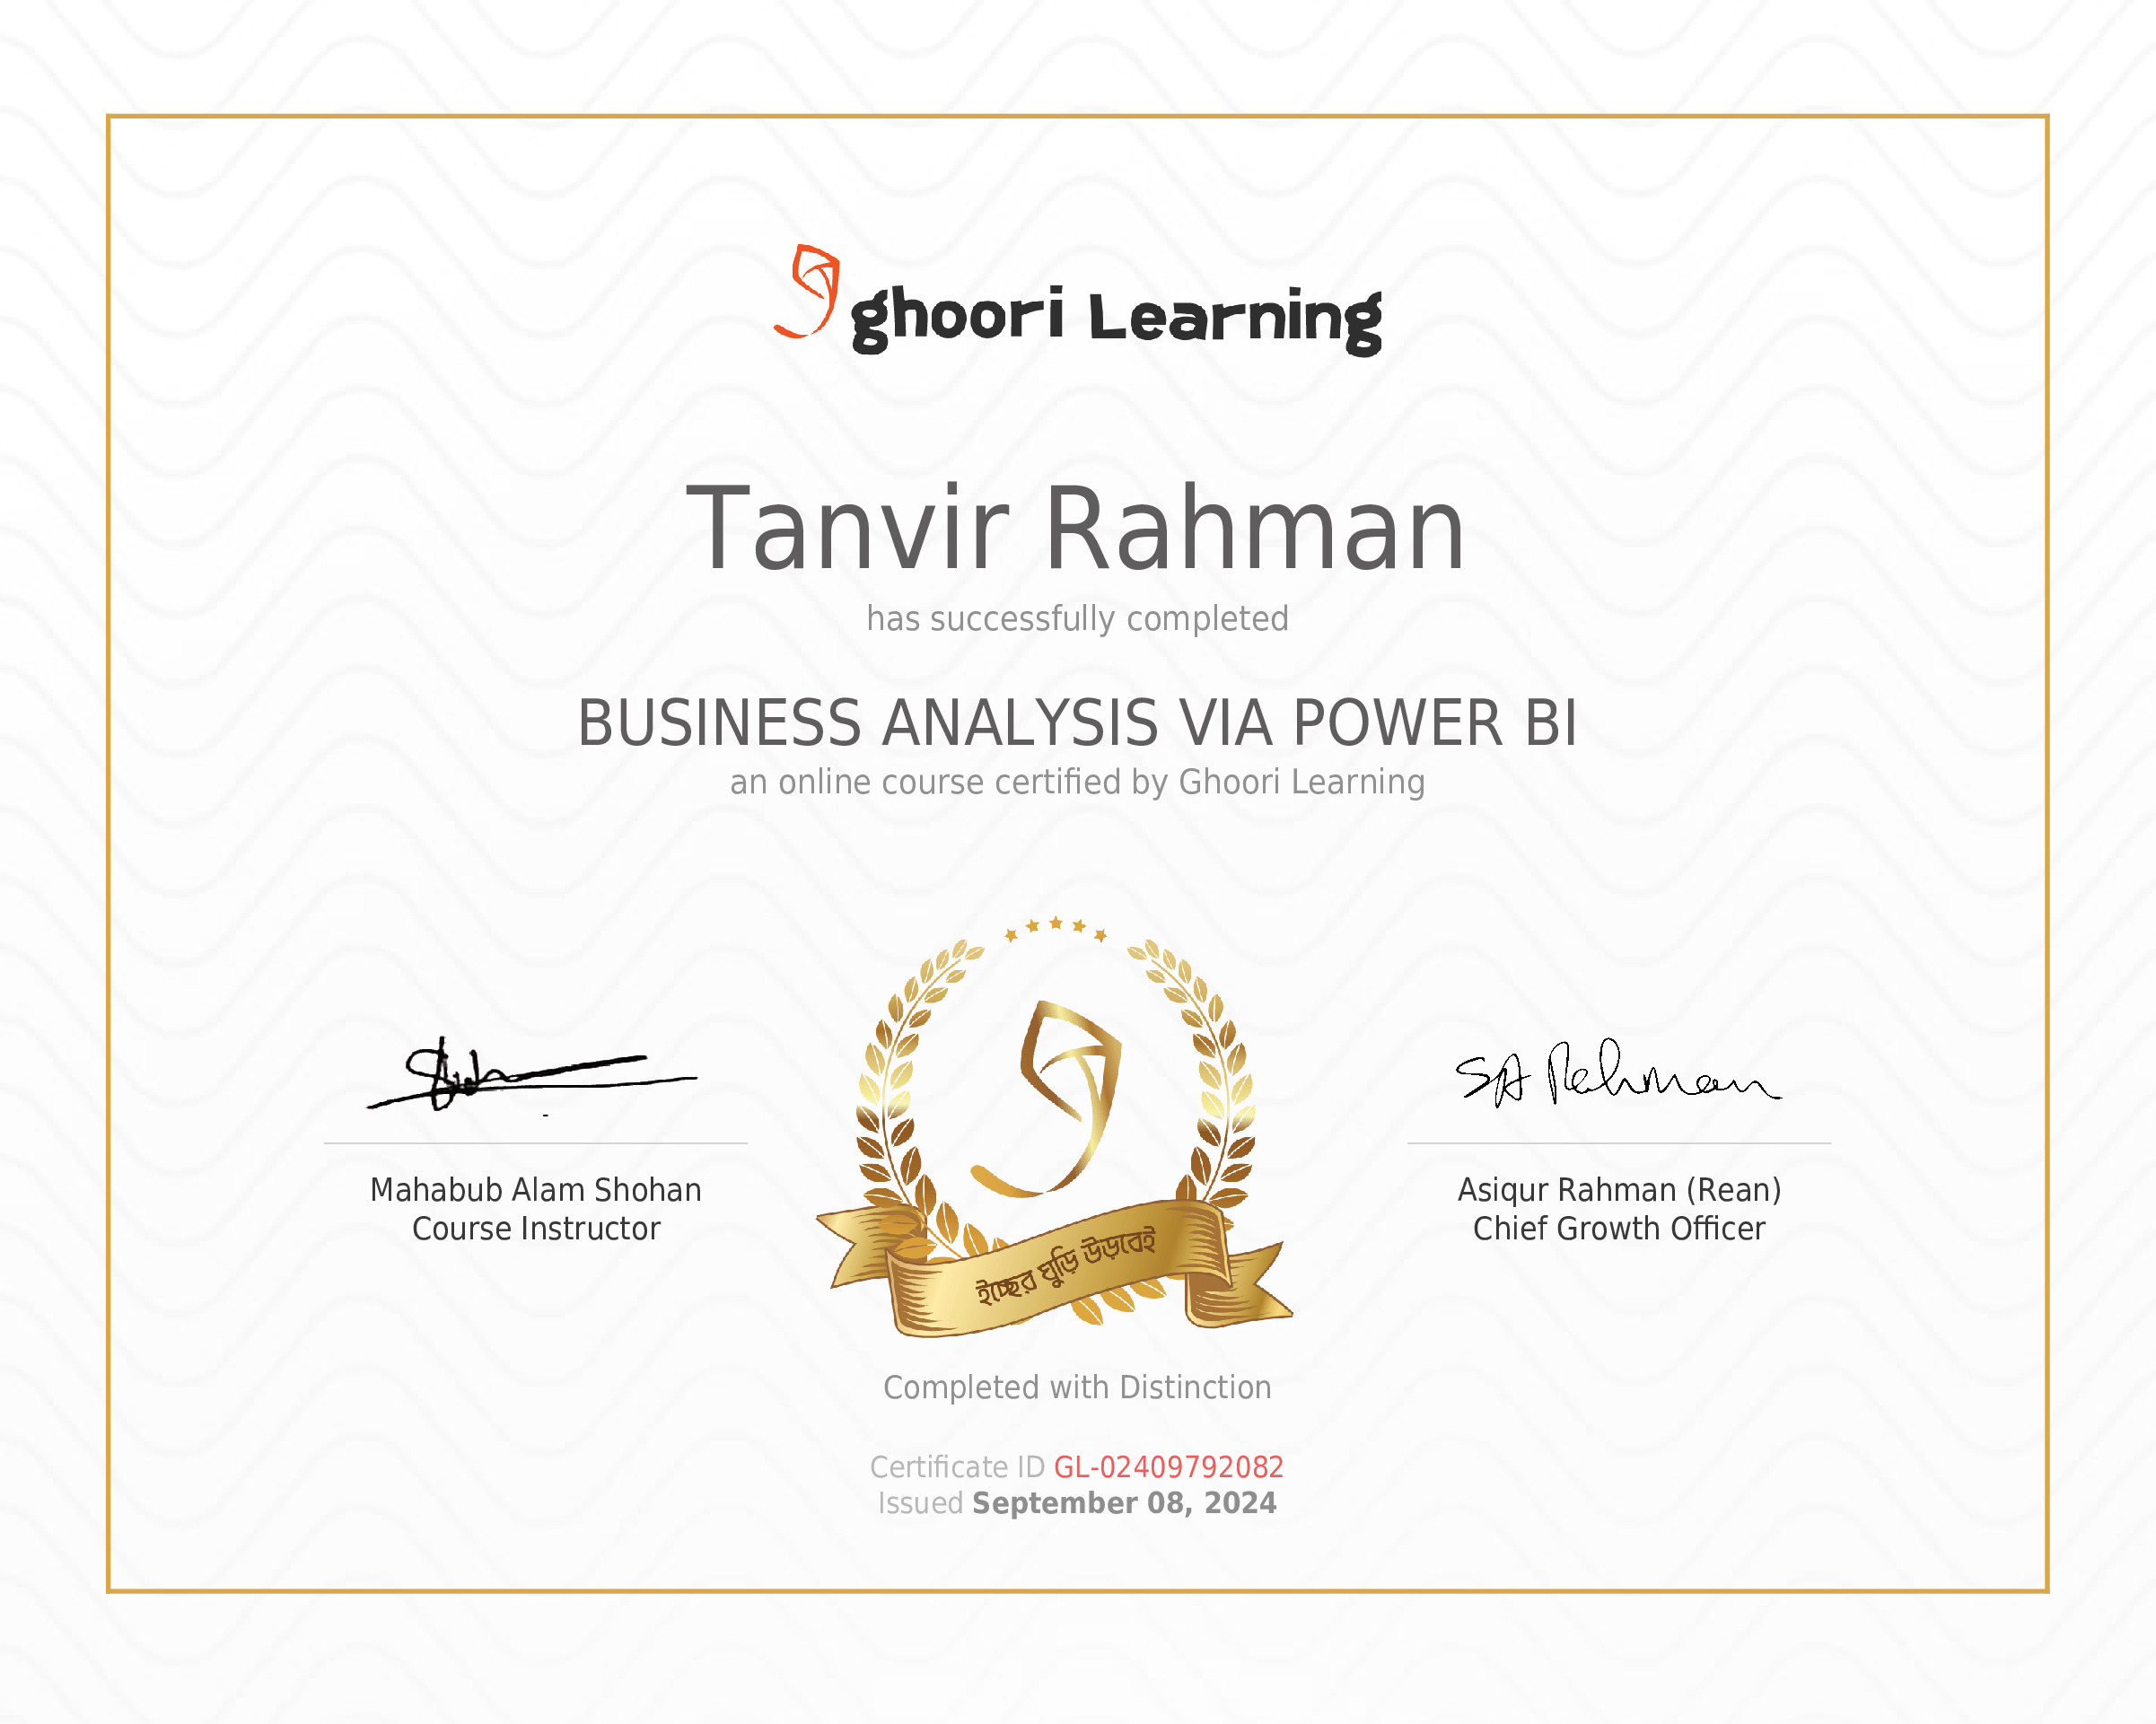 ghoori Learning
Tanvir Rahman
has successfully completed
BUSINESS ANALYSIS VIA POWER BI
an online course certified by Ghoori Learning
SA Rahman
Mahabub Alam Shohan
Course Instructor
Asiqur Rahman (Rean)
Chief Growth Officer
ইচ্ছের ঘুড়ি উড়বেই
Completed with Distinction
Certificate ID GL-02409792082
Issued September 08, 2024